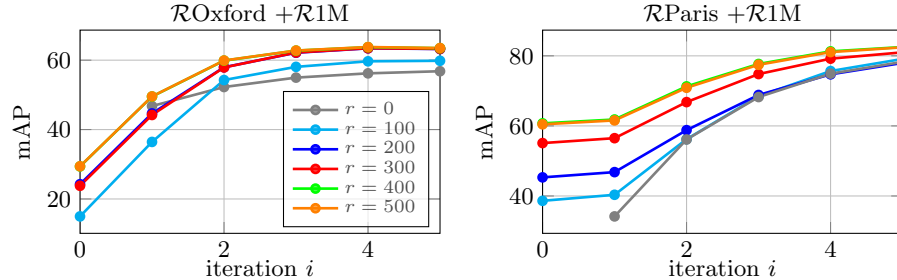 ℛOxford +ℛ1M
mAP
60
40
20
0
2
4
iteration i
r = 0
r = 100
r = 200
r = 300
r = 400
r = 500
ℛParis +ℛ1M
mAP
80
60
40
0
2
4
iteration i